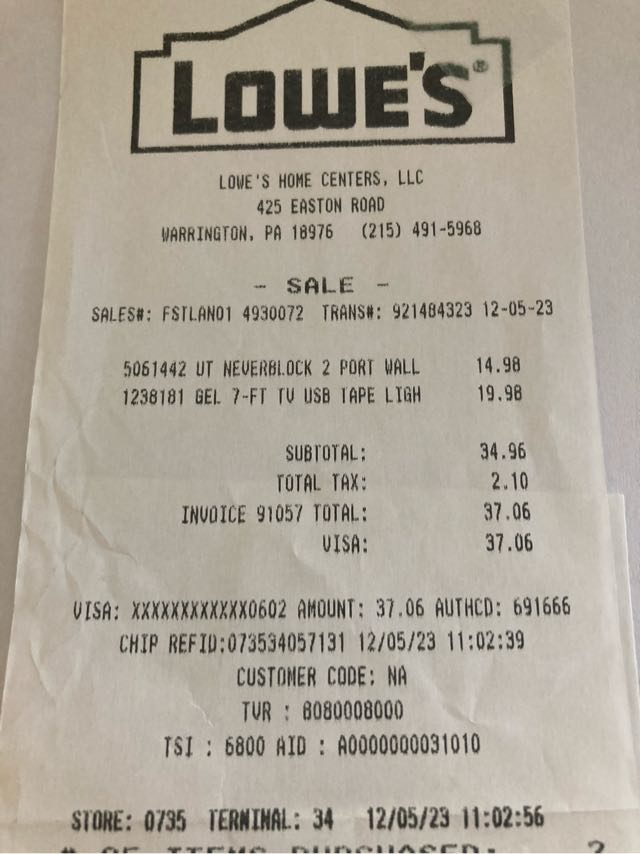 LOWE'S®
LOWE'S HOME CENTERS, LLC
425 EASTON ROAD
WARRINGTON, PA 18976 (215) 491-5968
- SALE -
SALES#: FSTLAN01 4930072 TRANS#: 921484323 12-05-23
5061442 UT NEVERBLOCK 2 PORT WALL 14.98
1238181 GEL 7-FT TV USB TAPE LIGH 19.98
SUBTOTAL: 34.96
TOTAL TAX: 2.10
INVOICE 91057 TOTAL: 37.06
VISA: 37.06
VISA: XXXXXXXXXXXX0602 AMOUNT: 37.06 AUTHCD: 691666
CHIP REFID:073534057131 12/05/23 11:02:39
CUSTOMER CODE: NA
TVR : 8080008000
TSI : 6800 AID : A0000000031010
STORE: 0735 TERMINAL: 34 12/05/23 11:02:56
# OF ITEMS PURCHASED: 2